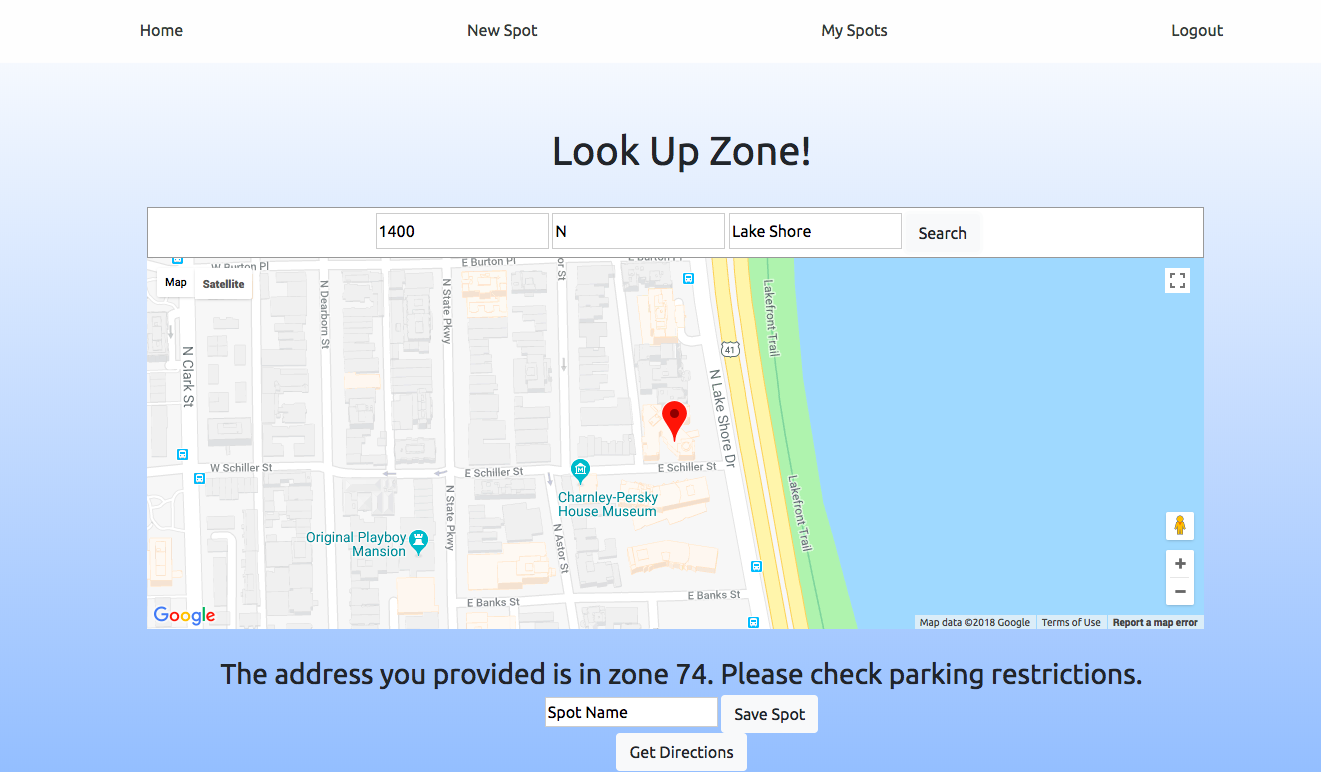 Home New Spot My Spots Logout
Look Up Zone!
1400 N Lake Shore Search
W Burton Pl
E Burton Pl
E Burton Pl
Map Satellite
N Dearborn St
N State Pkwy
or St
Lakefront Trail
41
N Clark St
N Lake Shore Dr
W Schiller St
E Schiller St
E Schiller St
Charnley-Persky
House Museum
Lakefront Trail
N State Pkwy
Original Playboy
Mansion
N Astor St
E Banks St
E Banks St
+
−
Google
Map data ©2018 Google Terms of Use Report a map error
The address you provided is in zone 74. Please check parking restrictions.
Spot Name Save Spot
Get Directions